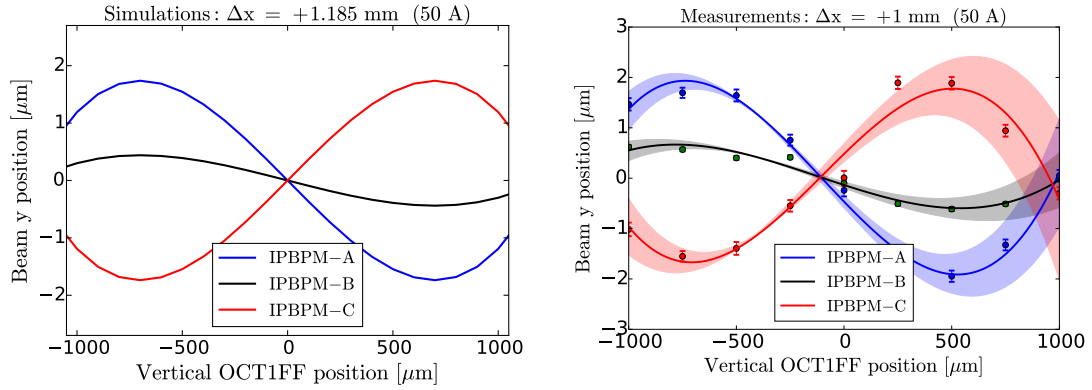 Simulations: Δx = +1.185 mm (50 A)
Beam y position [μm]
2
1
0
−1
−2
IPBPM−A
IPBPM−B
IPBPM−C
−1000 −500 0 500 1000
Vertical OCT1FF position [μm]
Measurements: Δx = +1 mm (50 A)
Beam y position [μm]
3
2
1
0
−1
−2
−3
IPBPM−A
IPBPM−B
IPBPM−C
−1000 −500 0 500 1000
Vertical OCT1FF position [μm]